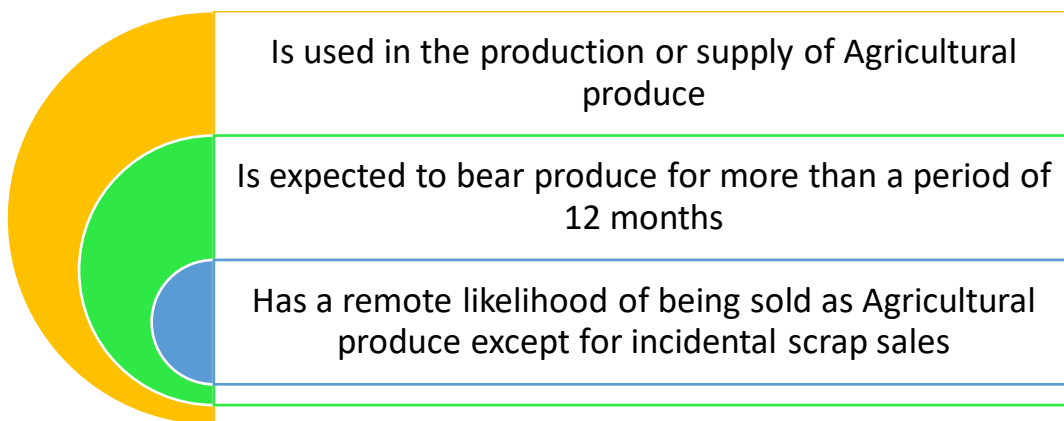 Is used in the production or supply of Agricultural
produce
Is expected to bear produce for more than a period of
12 months
Has a remote likelihood of being sold as Agricultural
produce except for incidental scrap sales